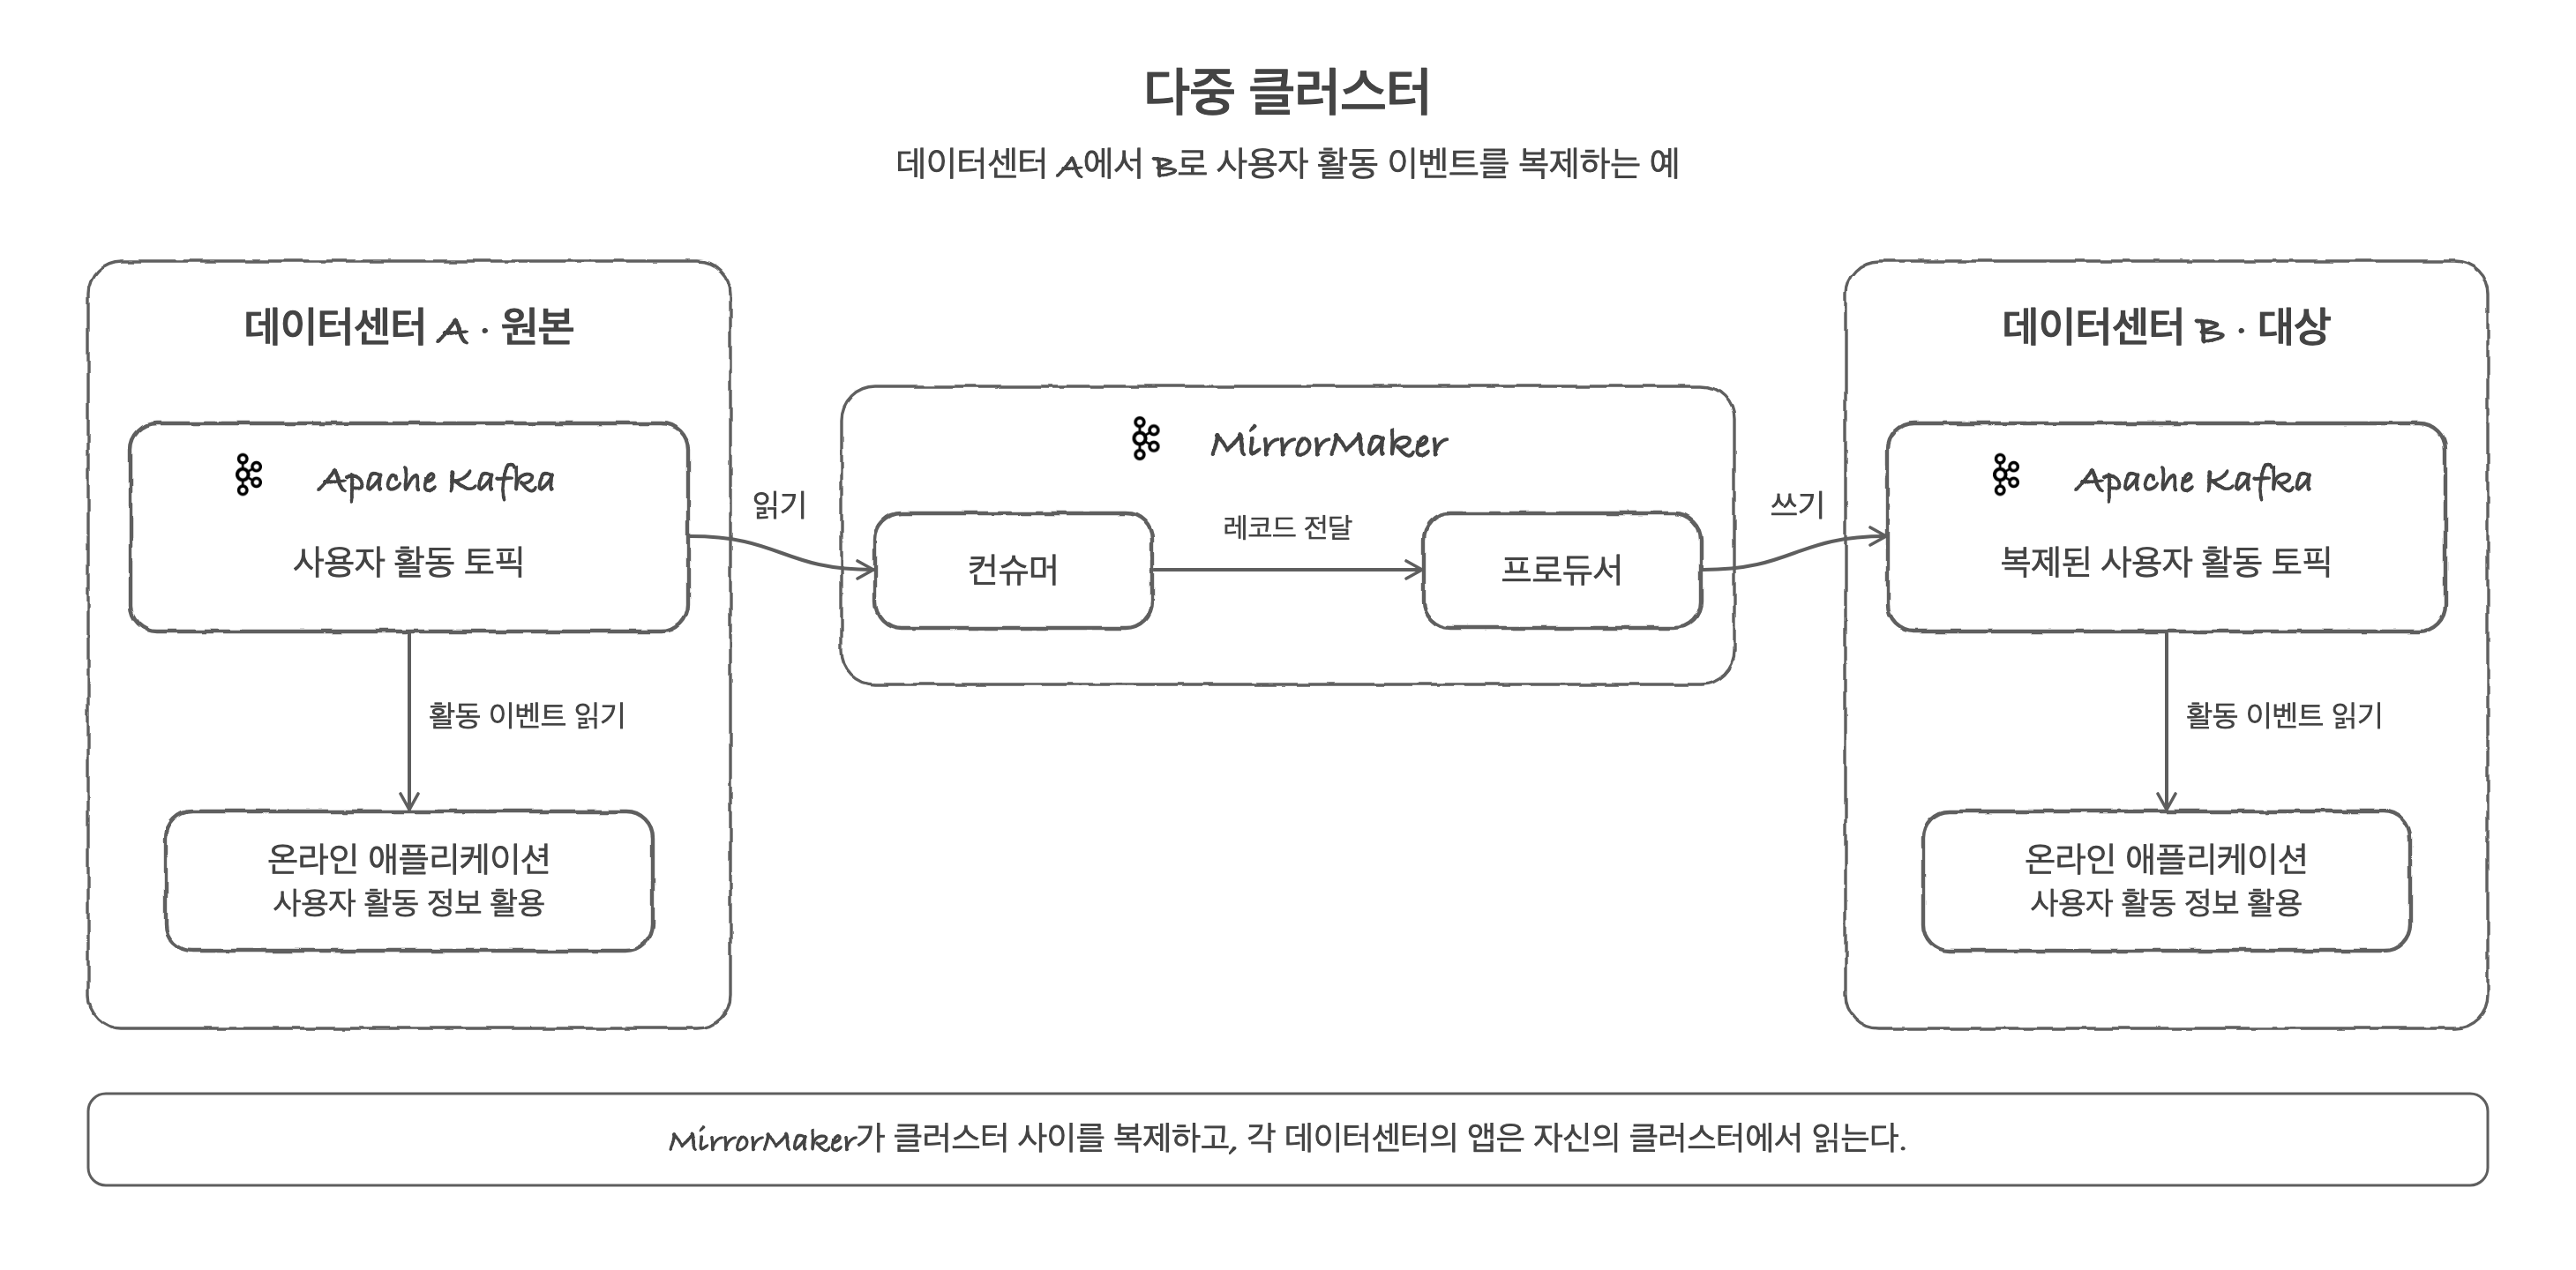 다중 클러스터
데이터센터 A에서 B로 사용자 활동 이벤트를 복제하는 예
데이터센터 A · 원본
Apache Kafka
사용자 활동 토픽
활동 이벤트 읽기
온라인 애플리케이션
사용자 활동 정보 활용
읽기
MirrorMaker
컨슈머
레코드 전달
프로듀서
쓰기
데이터센터 B · 대상
Apache Kafka
복제된 사용자 활동 토픽
활동 이벤트 읽기
온라인 애플리케이션
사용자 활동 정보 활용
MirrorMaker가 클러스터 사이를 복제하고, 각 데이터센터의 앱은 자신의 클러스터에서 읽는다.